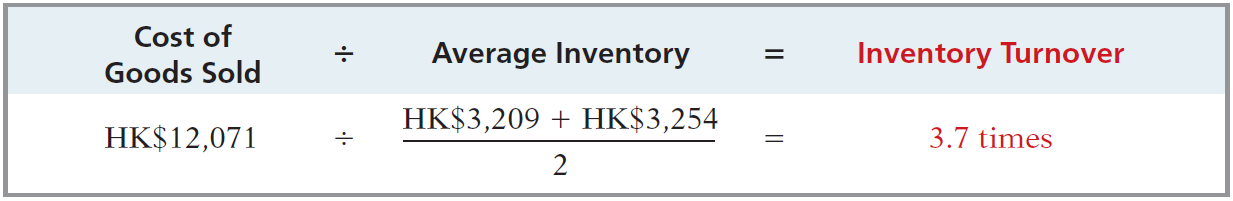 Cost of
Goods Sold ÷ Average Inventory = Inventory Turnover
HK$12,071 ÷ HK$3,209 + HK$3,254 = 3.7 times
2